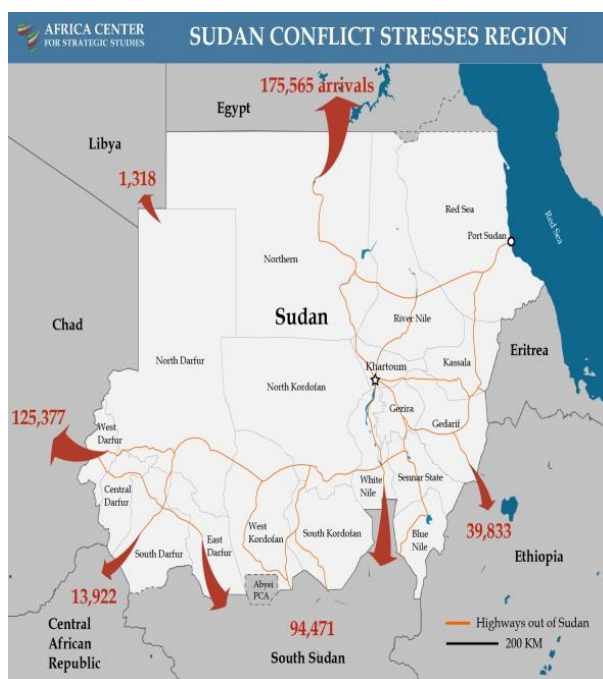 AFRICA CENTER
FOR STRATEGIC STUDIES
SUDAN CONFLICT STRESSES REGION
175,565 arrivals
Egypt
Libya
1,318
Red Sea
Red Sea
Port Sudan
Northern
Sudan
River Nile
Chad
North Darfur
Khartoum
Kassala
Eritrea
North Kordofan
Gezira
Gedarif
125,377
West
Darfur
White
Nile
Sennar State
Central
Darfur
West
Kordofan
South Kordofan
39,833
South Darfur
East
Darfur
Blue
Nile
Ethiopia
13,922
Abyei
PCA
Central
African
Republic
94,471
South Sudan
Highways out of Sudan
200 KM